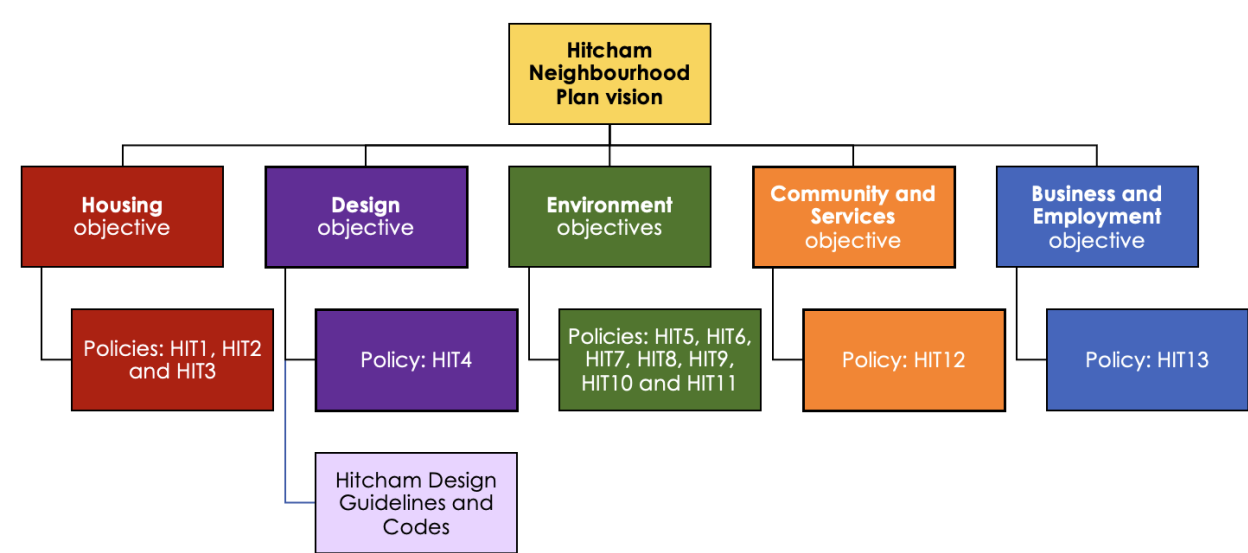 Hitcham
Neighbourhood
Plan vision
Housing
objective
Design
objective
Environment
objectives
Community and
Services
objective
Business and
Employment
objective
Policies: HIT1, HIT2
and HIT3
Policy: HIT4
Policies: HIT5, HIT6,
HIT7, HIT8, HIT9,
HIT10 and HIT11
Policy: HIT12
Policy: HIT13
Hitcham Design
Guidelines and
Codes